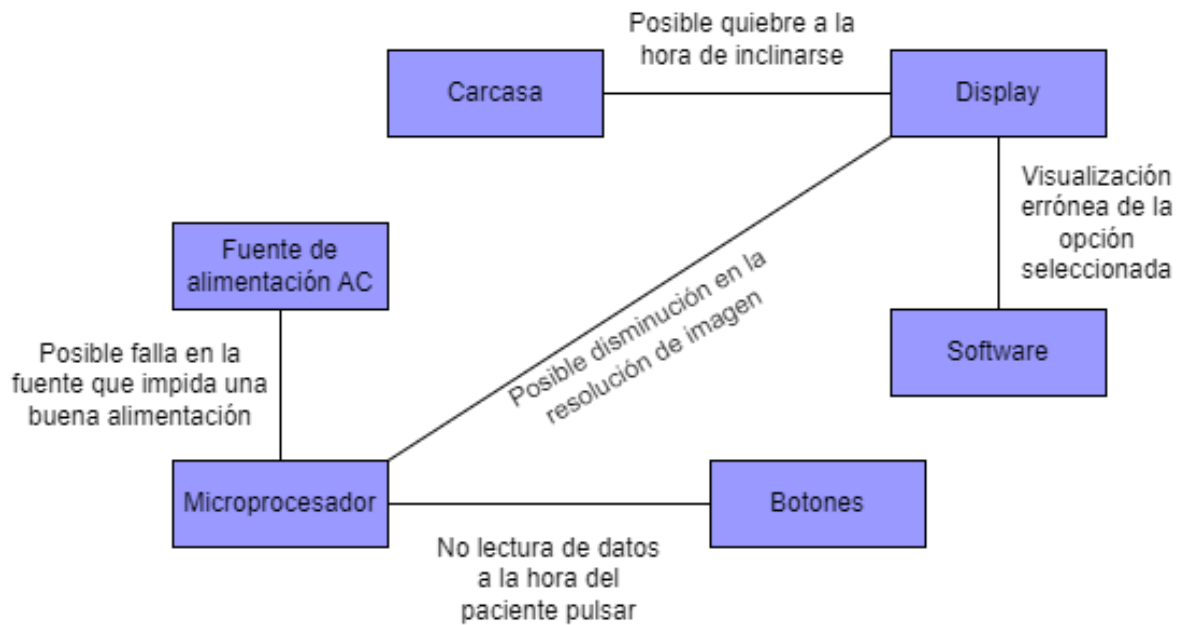 Posible quiebre a la
hora de inclinarse
Carcasa
Display
Visualización
errónea de la
opción
seleccionada
Fuente de
alimentación AC
Posible disminución en la
resolución de imagen
Software
Posible falla en la
fuente que impida una
buena alimentación
Microprocesador
Botones
No lectura de datos
a la hora del
paciente pulsar